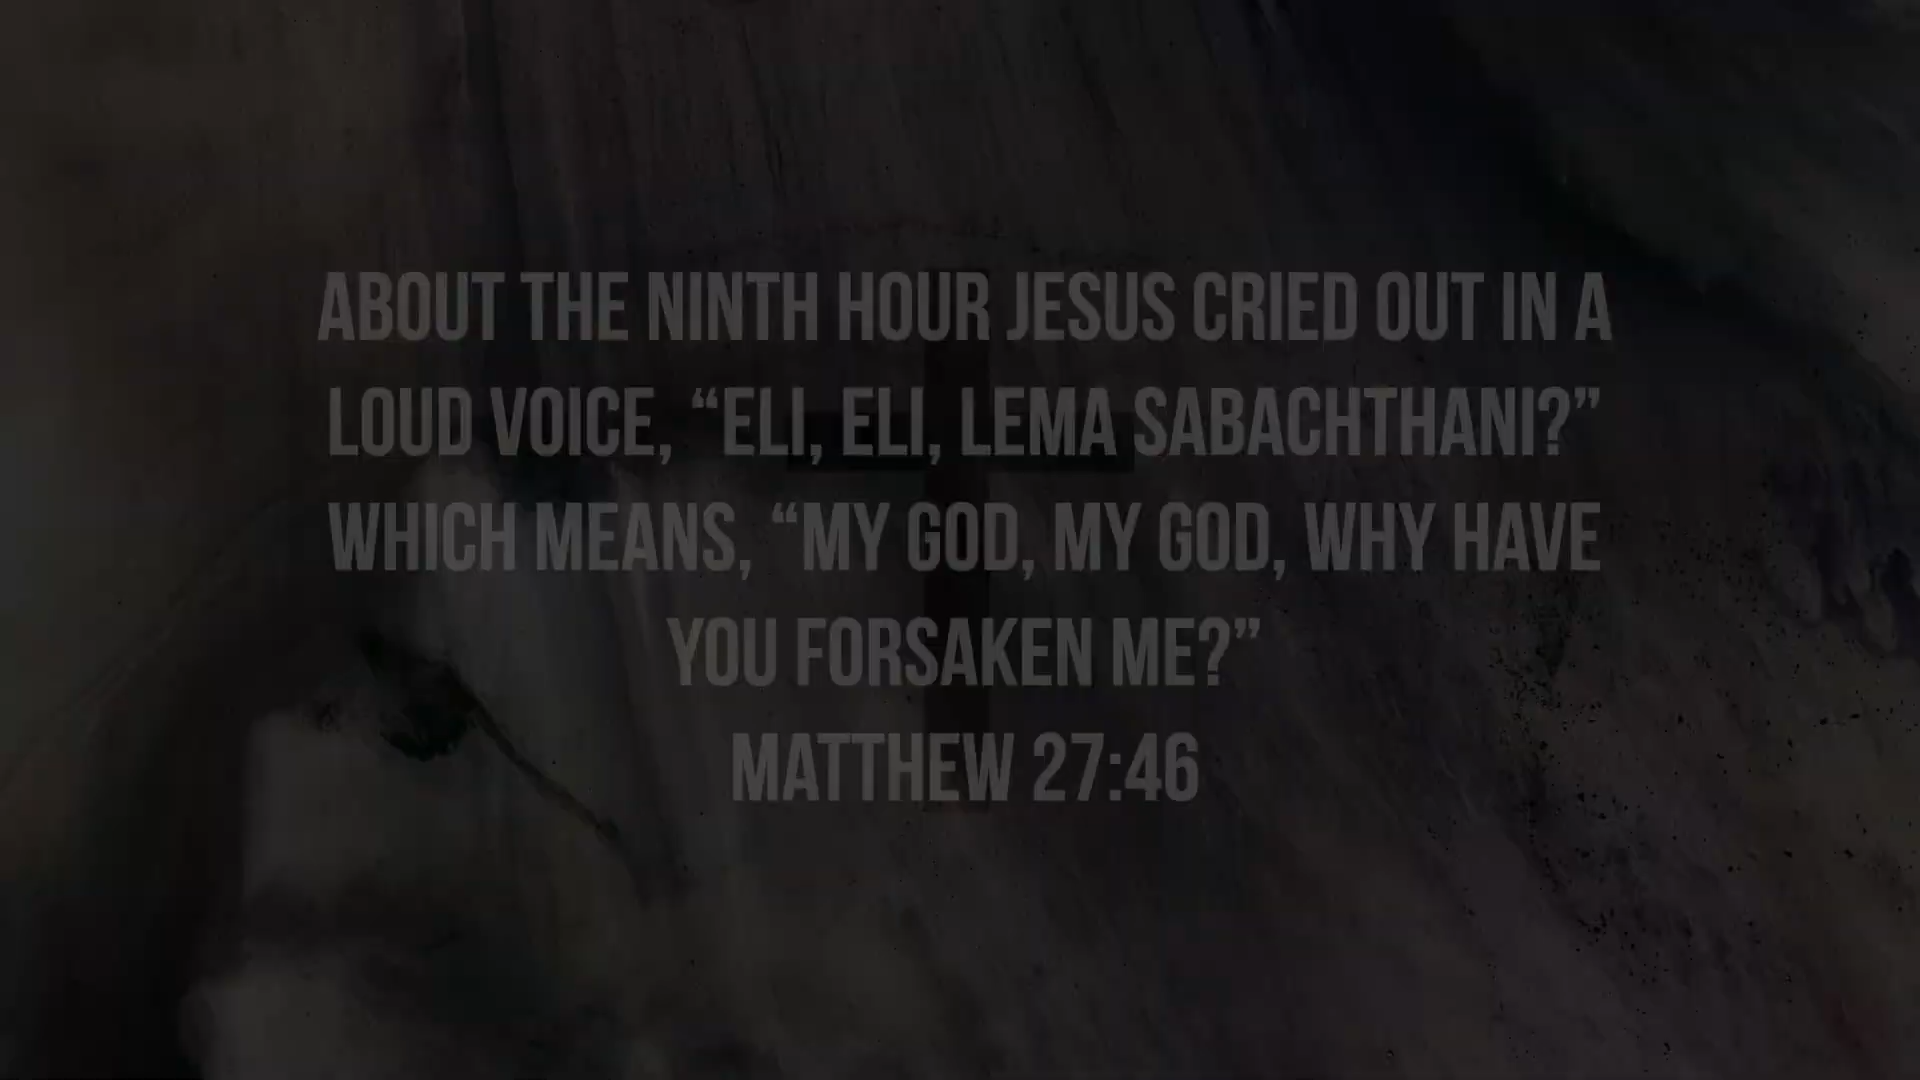 ABOUT THE NINTH HOUR JESUS CRIED OUT IN A
LOUD VOICE, “ELI, ELI, LEMA SABACHTHANI?”
WHICH MEANS, “MY GOD, MY GOD, WHY HAVE
YOU FORSAKEN ME?”
MATTHEW 27:46